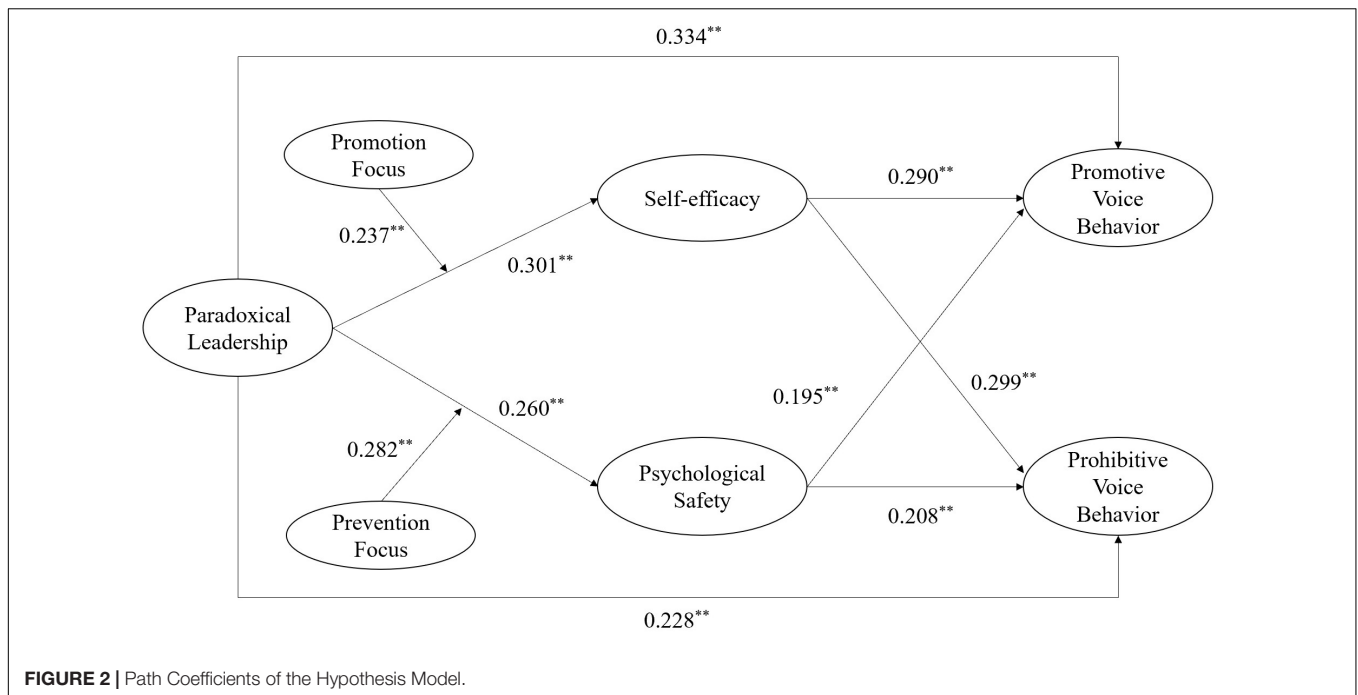 0.334**
Promotion
Focus
0.237**
0.301**
Self-efficacy
0.290**
Promotive
Voice
Behavior
Paradoxical
Leadership
0.260**
0.195**
0.299**
0.282**
Prevention
Focus
Psychological
Safety
0.208**
Prohibitive
Voice
Behavior
0.228**
FIGURE 2 | Path Coefficients of the Hypothesis Model.